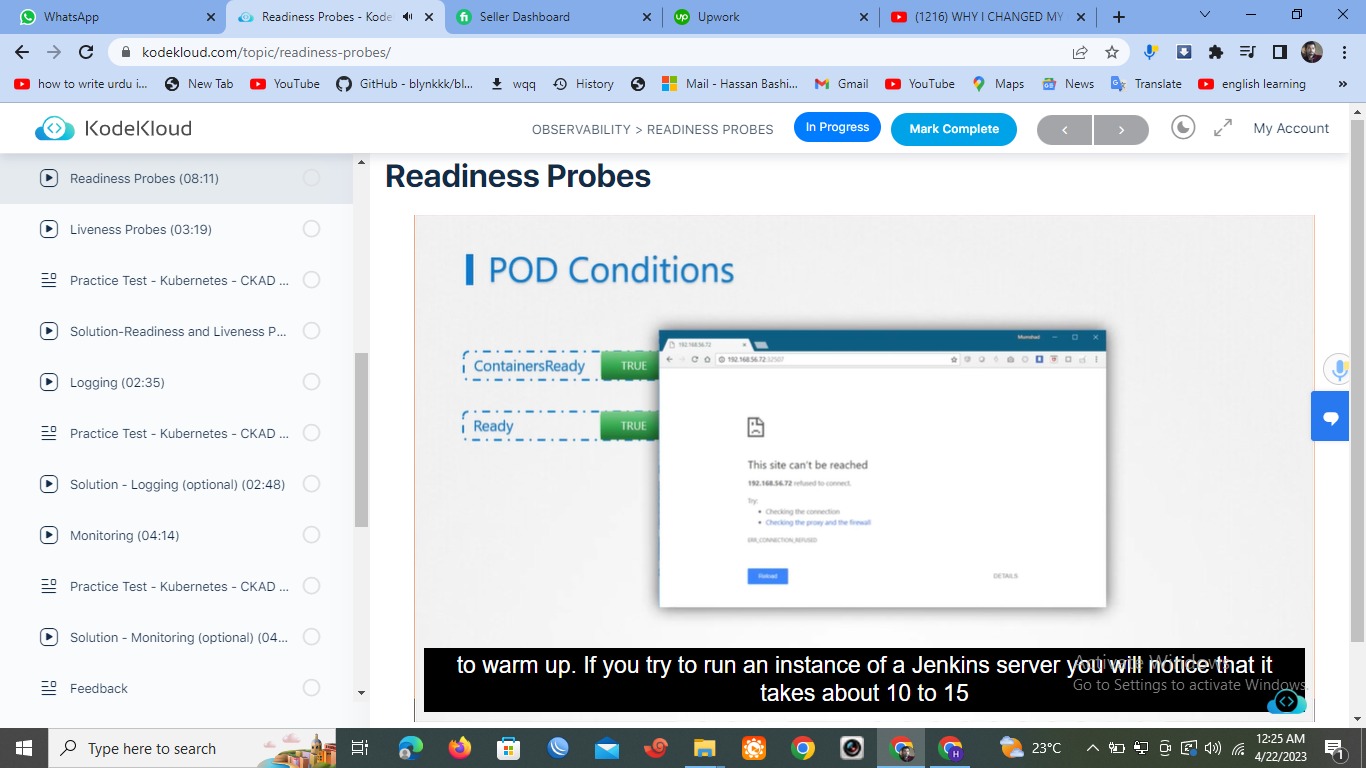 WhatsApp
Readiness Probes - Kode
Seller Dashboard
Upwork
(1216) WHY I CHANGED MY
kodekloud.com/topic/readiness-probes/
how to write urdu i...
New Tab
YouTube
GitHub - blynkkk/bl...
wqq
History
Mail - Hassan Bashi...
Gmail
YouTube
Maps
News
Translate
english learning
KodeKloud
OBSERVABILITY > READINESS PROBES
In Progress
Mark Complete
My Account
Readiness Probes (08:11)
Liveness Probes (03:19)
Practice Test - Kubernetes - CKAD ...
Solution-Readiness and Liveness P...
Logging (02:35)
Practice Test - Kubernetes - CKAD ...
Solution - Logging (optional) (02:48)
Monitoring (04:14)
Practice Test - Kubernetes - CKAD ...
Solution - Monitoring (optional) (04...
Feedback
Readiness Probes
POD Conditions
ContainersReady TRUE
Ready TRUE
Mumshad
192.168.56.72
192.168.56.72:32507
This site can't be reached
192.168.56.72 refused to connect.
Try:
Checking the connection
Checking the proxy and the firewall
ERR_CONNECTION_REFUSED
Reload
DETAILS
to warm up. If you try to run an instance of a Jenkins server you will notice that it
takes about 10 to 15
Activate Windows
Go to Settings to activate Windows.
Type here to search
23°C
12:25 AM
4/22/2023
1